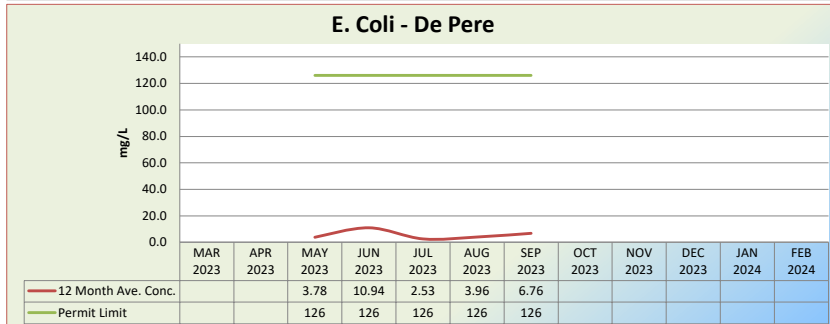 E. Coli - De Pere
mg/L
140.0
120.0
100.0
80.0
60.0
40.0
20.0
0.0
MAR 2023 APR 2023 MAY 2023 JUN 2023 JUL 2023 AUG 2023 SEP 2023 OCT 2023 NOV 2023 DEC 2023 JAN 2024 FEB 2024
12 Month Ave. Conc. 3.78 10.94 2.53 3.96 6.76
Permit Limit 126 126 126 126 126